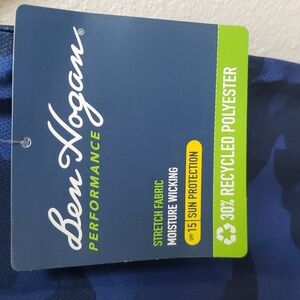 Ben Hogan®
PERFORMANCE
STRETCH FABRIC
MOISTURE WICKING
UPF 15 SUN PROTECTION
30% RECYCLED POLYESTER